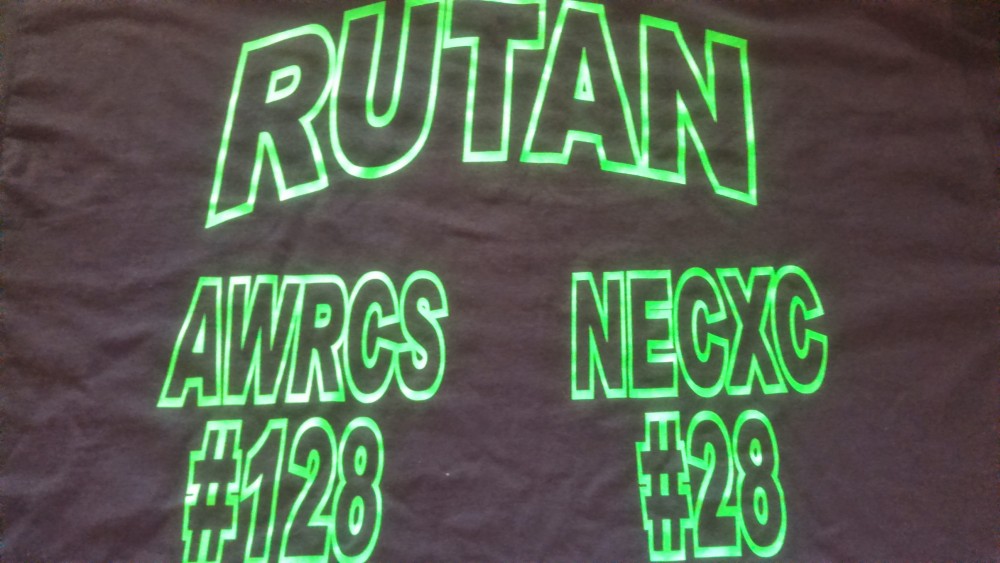 RUTAN
AWRCS NECXC
#128 #28